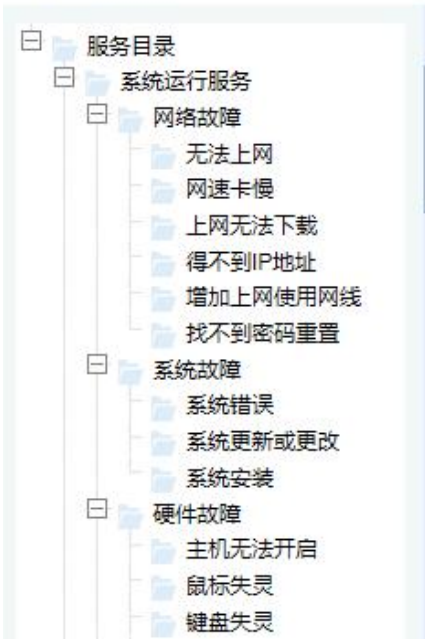 服务目录
系统运行服务
网络故障
无法上网
网速卡慢
上网无法下载
得不到IP地址
增加上网使用网线
找不到密码重置
系统故障
系统错误
系统更新或更改
系统安装
硬件故障
主机无法开启
鼠标失灵
键盘失灵